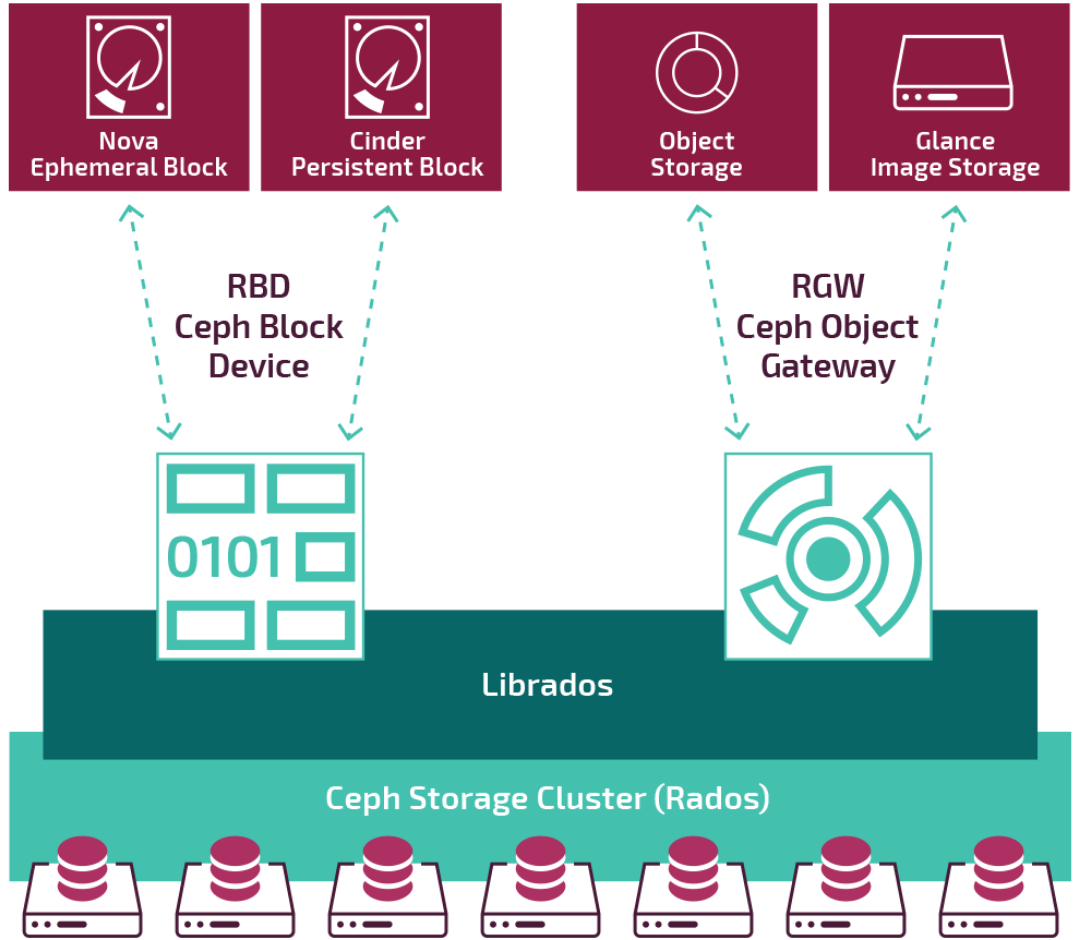 Nova
Ephemeral Block
Cinder
Persistent Block
Object
Storage
Glance
Image Storage
RBD
Ceph Block
Device
RGW
Ceph Object
Gateway
0101
Librados
Ceph Storage Cluster (Rados)